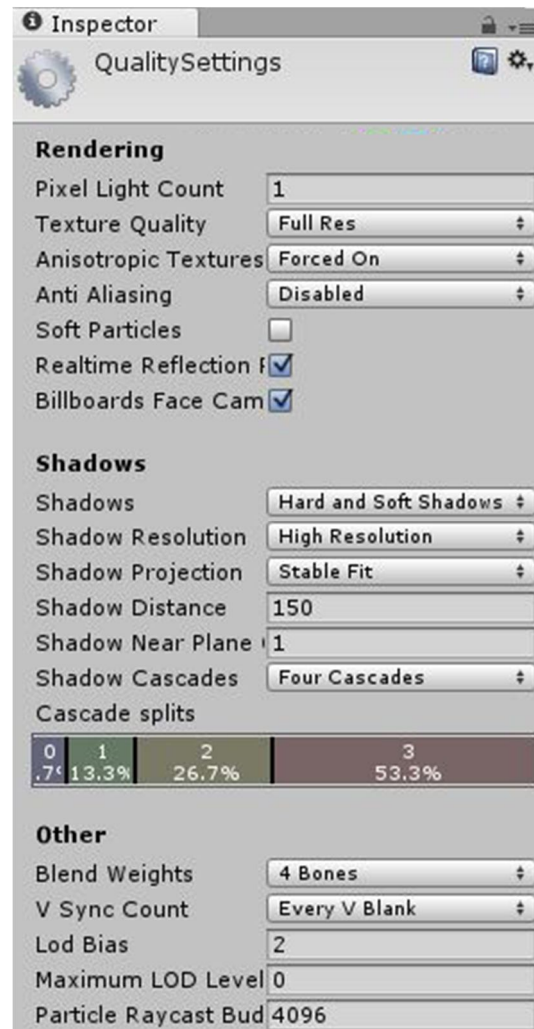 Inspector
QualitySettings
Rendering
Pixel Light Count 1
Texture Quality Full Res
Anisotropic Textures Forced On
Anti Aliasing Disabled
Soft Particles
Realtime Reflection
Billboards Face Cam
Shadows
Shadows Hard and Soft Shadows
Shadow Resolution High Resolution
Shadow Projection Stable Fit
Shadow Distance 150
Shadow Near Plane 1
Shadow Cascades Four Cascades
Cascade splits
0 1 2 3
13.3% 26.7% 53.3%
Other
Blend Weights 4 Bones
V Sync Count Every V Blank
Lod Bias 2
Maximum LOD Level 0
Particle Raycast Bud 4096